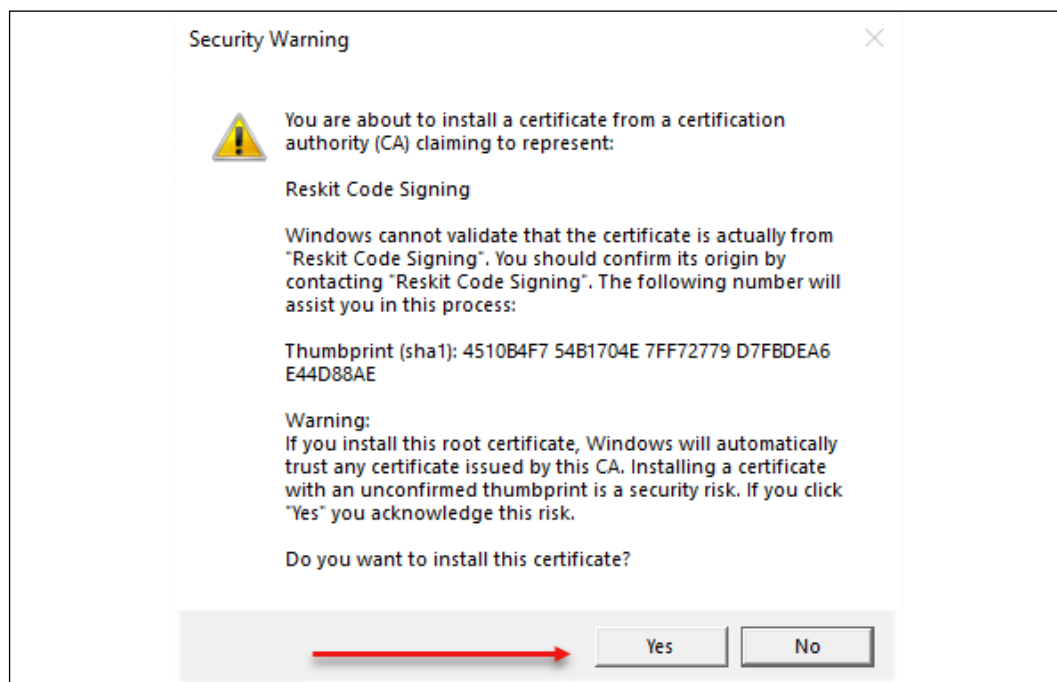 Security Warning
You are about to install a certificate from a certification
authority (CA) claiming to represent:
Reskit Code Signing
Windows cannot validate that the certificate is actually from
"Reskit Code Signing". You should confirm its origin by
contacting "Reskit Code Signing". The following number will
assist you in this process:
Thumbprint (sha1): 4510B4F7 54B1704E 7FF72779 D7FBDEA6
E44D88AE
Warning:
If you install this root certificate, Windows will automatically
trust any certificate issued by this CA. Installing a certificate
with an unconfirmed thumbprint is a security risk. If you click
"Yes" you acknowledge this risk.
Do you want to install this certificate?
Yes No